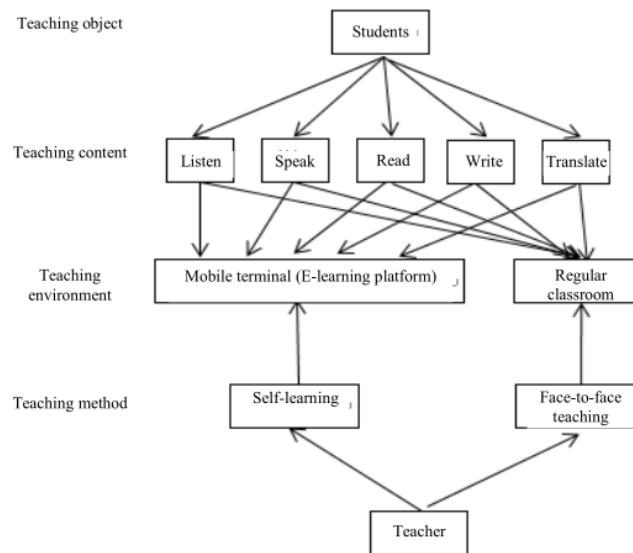 Teaching object
Students
Teaching content
Listen
Speak
Read
Write
Translate
Teaching
environment
Mobile terminal (E-learning platform)
Regular
classroom
Teaching method
Self-learning
Face-to-face
teaching
Teacher